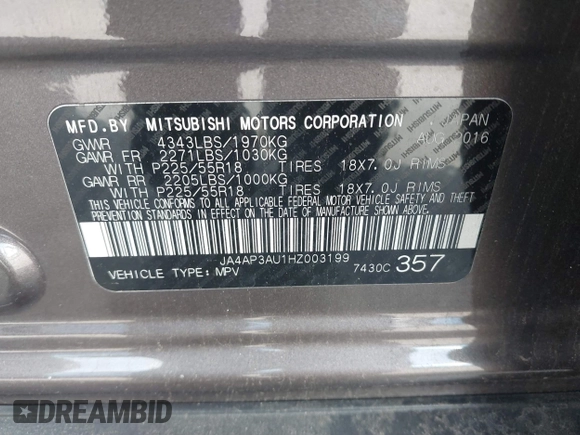 MFD.BY MITSUBISHI MOTORS CORPORATION JAPAN
GVWR 4343LBS/1970KG AUG 2016
GAWR FR 2271LBS/1030KG
WITH P225/55R18 TIRES 18X7.0J RIMS
GAWR RR 2205LBS/1000KG
WITH P225/55R18 TIRES 18X7.0J RIMS
THIS VEHICLE CONFORMS TO ALL APPLICABLE FEDERAL MOTOR VEHICLE SAFETY AND THEFT
PREVENTION STANDARDS IN EFFECT ON THE DATE OF MANUFACTURE SHOWN ABOVE.
JA4AP3AU1HZ003199
VEHICLE TYPE: MPV 7430C 357
DREAMBID